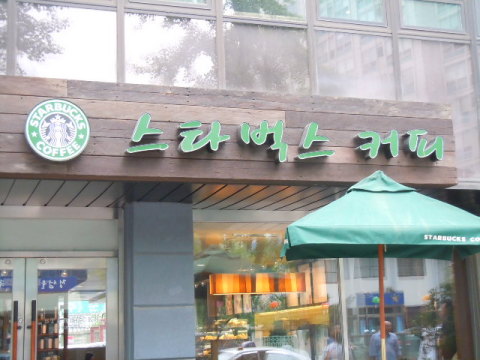 STARBUCKS COFFEE
스타벅스 커피
STARBUCKS CO